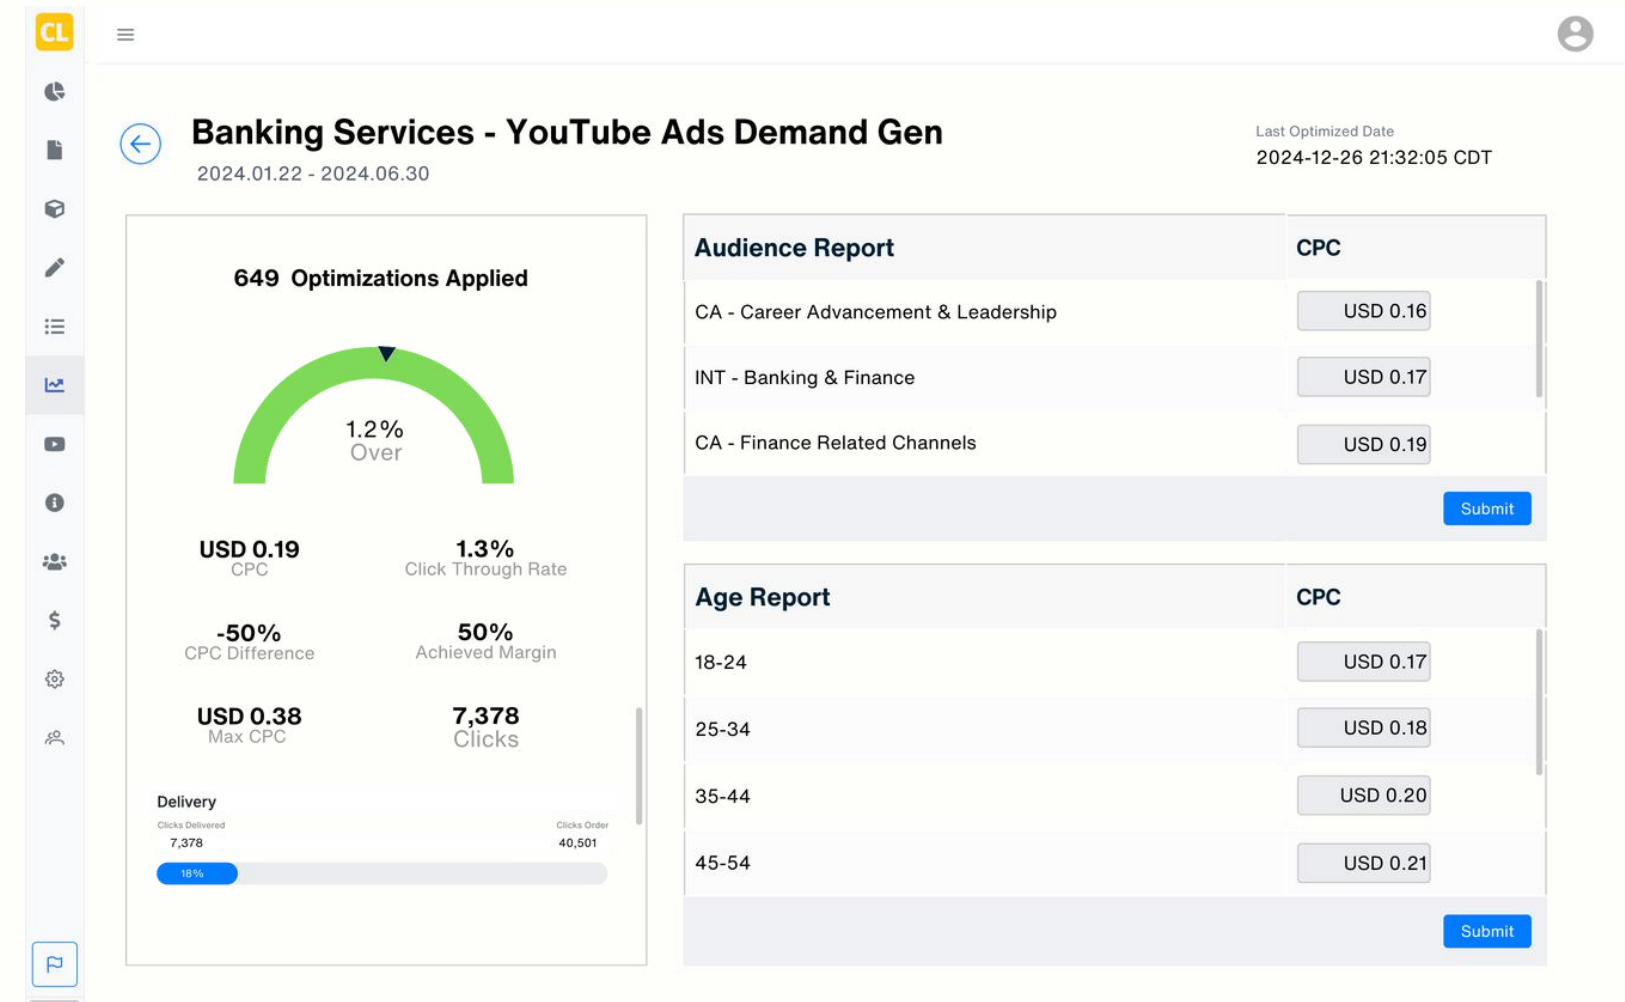 CL
Banking Services - YouTube Ads Demand Gen
2024.01.22 - 2024.06.30
Last Optimized Date
2024-12-26 21:32:05 CDT
649 Optimizations Applied
1.2%
Over
USD 0.19
CPC
1.3%
Click Through Rate
-50%
CPC Difference
50%
Achieved Margin
USD 0.38
Max CPC
7,378
Clicks
Delivery
Clicks Delivered
Clicks Order
7,378
40,501
18%
Audience Report CPC
CA - Career Advancement & Leadership USD 0.16
INT - Banking & Finance USD 0.17
CA - Finance Related Channels USD 0.19
Submit
Age Report CPC
18-24 USD 0.17
25-34 USD 0.18
35-44 USD 0.20
45-54 USD 0.21
Submit